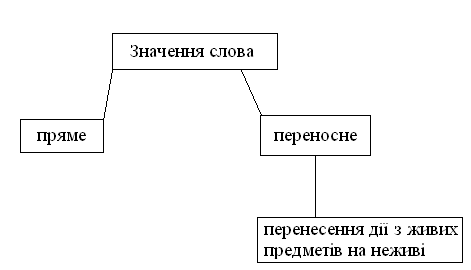 Значення слова
пряме
переносне
перенесення дії з живих
предметів на неживі